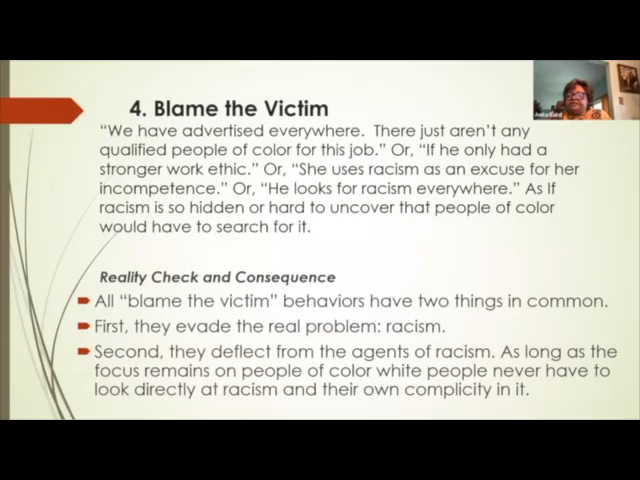 4. Blame the Victim
“We have advertised everywhere.  There just aren’t any
qualified people of color for this job.” Or, “If he only had a
stronger work ethic.” Or, “She uses racism as an excuse for her
incompetence.” Or, “He looks for racism everywhere.” As If
racism is so hidden or hard to uncover that people of color
would have to search for it.
Reality Check and Consequence
All “blame the victim” behaviors have two things in common.
First, they evade the real problem: racism.
Second, they deflect from the agents of racism. As long as the
focus remains on people of color white people never have to
look directly at racism and their own complicity in it.